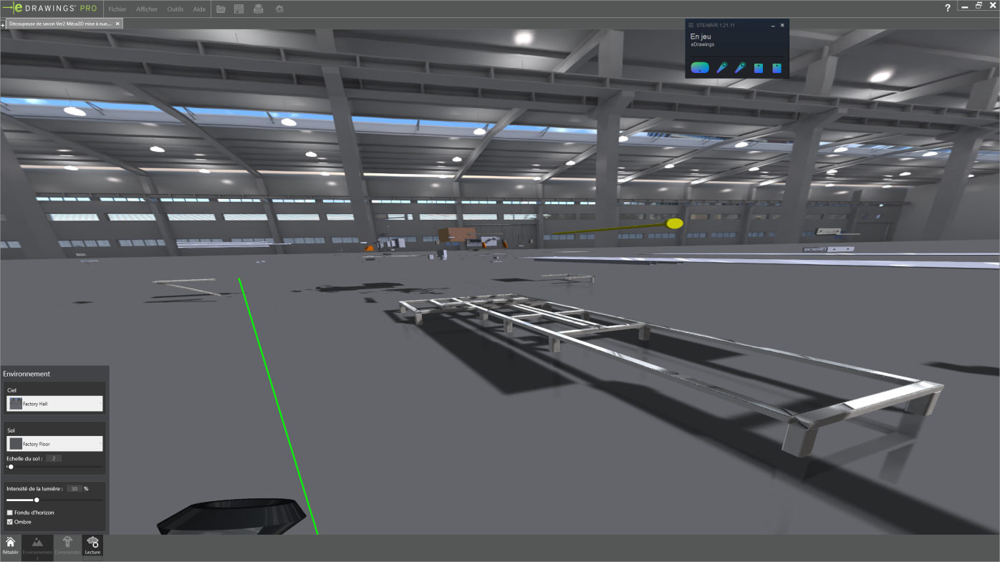 eDRAWINGS® PRO
Fichier Afficher Outils Aide
?
Découpeuse de savon Ver2 Méca3D mise à nue...
STEAMVR 1.21.11
En jeu
eDrawings
Environnement
Ciel
Factory Hall
Sol
Factory Floor
Echelle du sol : 2
Intensité de la lumière : 30 %
Fondu d'horizon
Ombre
Rétablir
Environnemen
t
Commandes
Lecture